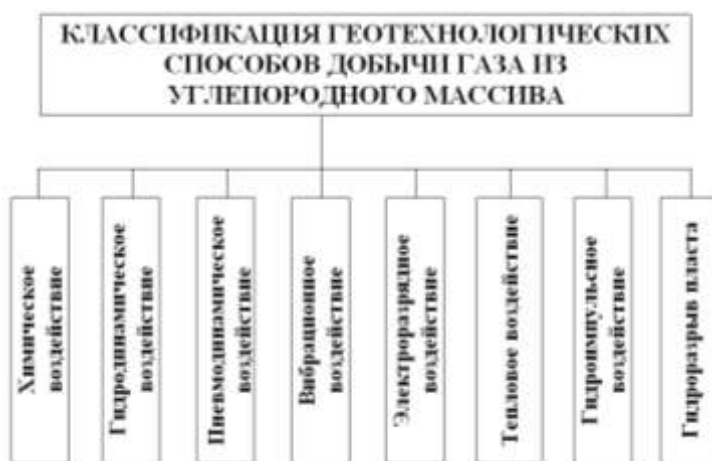 КЛАССИФИКАЦИЯ ГЕОТЕХНОЛОГИЧЕСКИХ
СПОСОБОВ ДОБЫЧИ ГАЗА ИЗ
УГЛЕПОРОДНОГО МАССИВА
Химическое
воздействие
Гидродинамическое
воздействие
Пневмодинамическое
воздействие
Вибрационное
воздействие
Электроразрядное
воздействие
Тепловое воздействие
Гидроимпульсное
воздействие
Гидроразрыв пласта